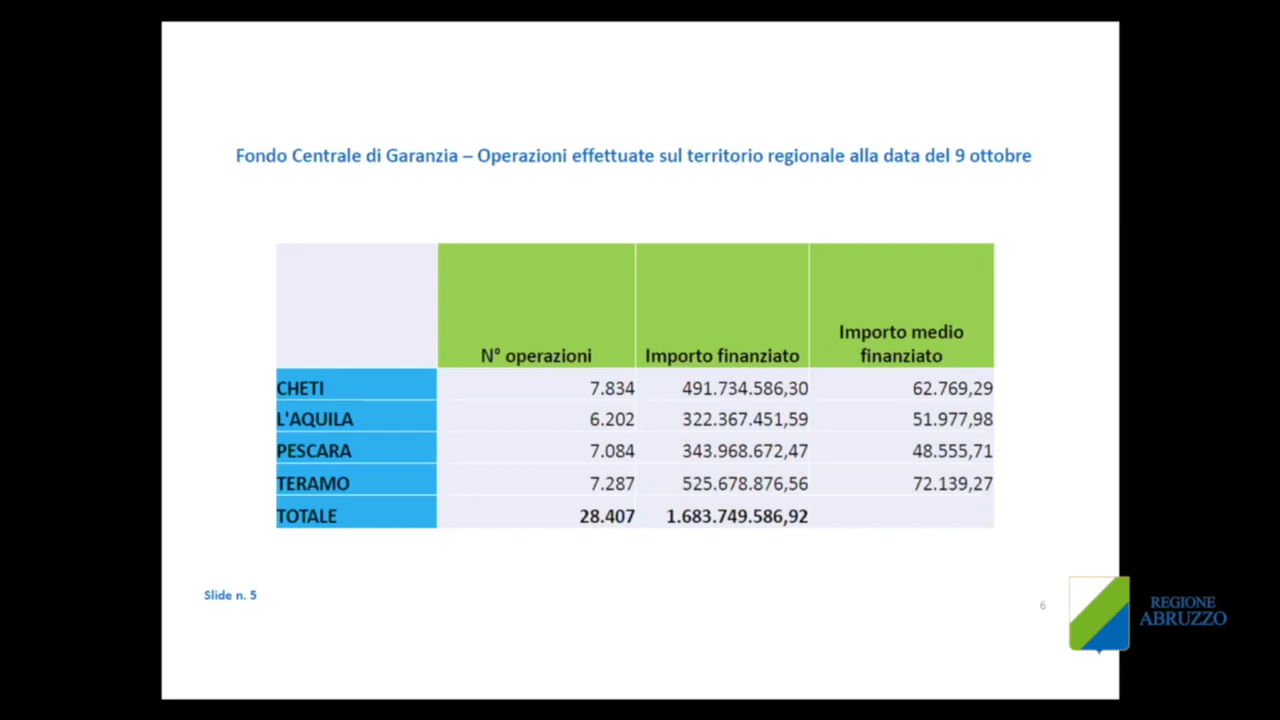 Fondo Centrale di Garanzia – Operazioni effettuate sul territorio regionale alla data del 9 ottobre
N° operazioni Importo finanziato Importo medio finanziato
CHETI 7.834 491.734.586,30 62.769,29
L'AQUILA 6.202 322.367.451,59 51.977,98
PESCARA 7.084 343.968.672,47 48.555,71
TERAMO 7.287 525.678.876,56 72.139,27
TOTALE 28.407 1.683.749.586,92
Slide n. 5
6
REGIONE
ABRUZZO